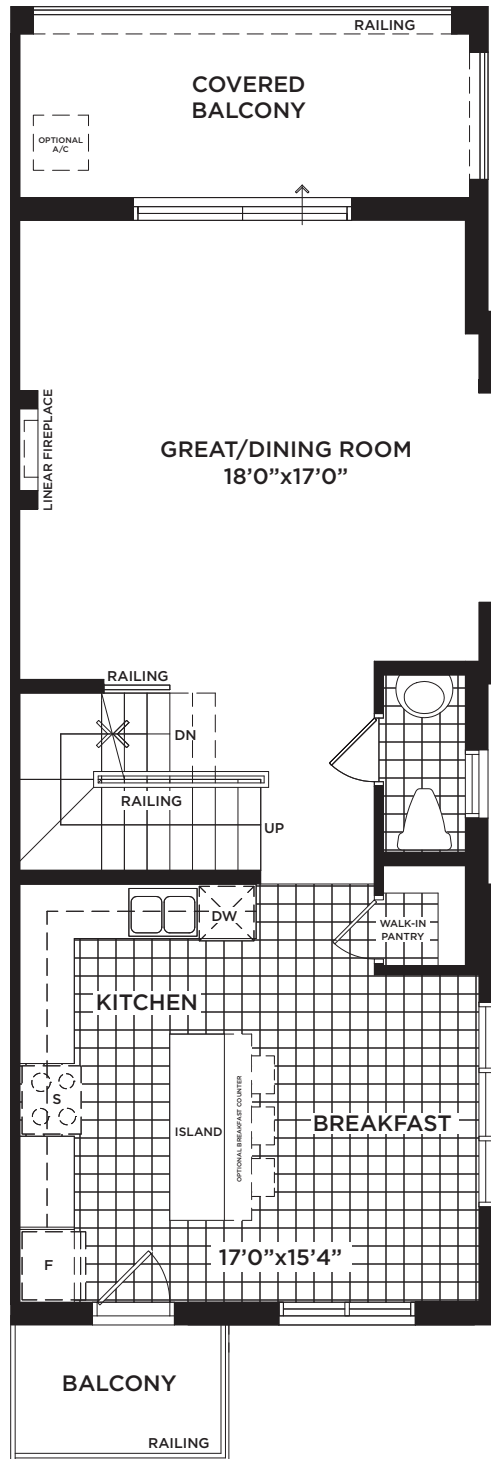 RAILING
COVERED
BALCONY
OPTIONAL
A/C
LINEAR FIREPLACE
GREAT/DINING ROOM
18’0”x17’0”
RAILING
DN
RAILING
UP
DW
WALK-IN
PANTRY
KITCHEN
S
ISLAND
OPTIONAL BREAKFAST COUNTER
BREAKFAST
17’0”x15’4”
F
BALCONY
RAILING